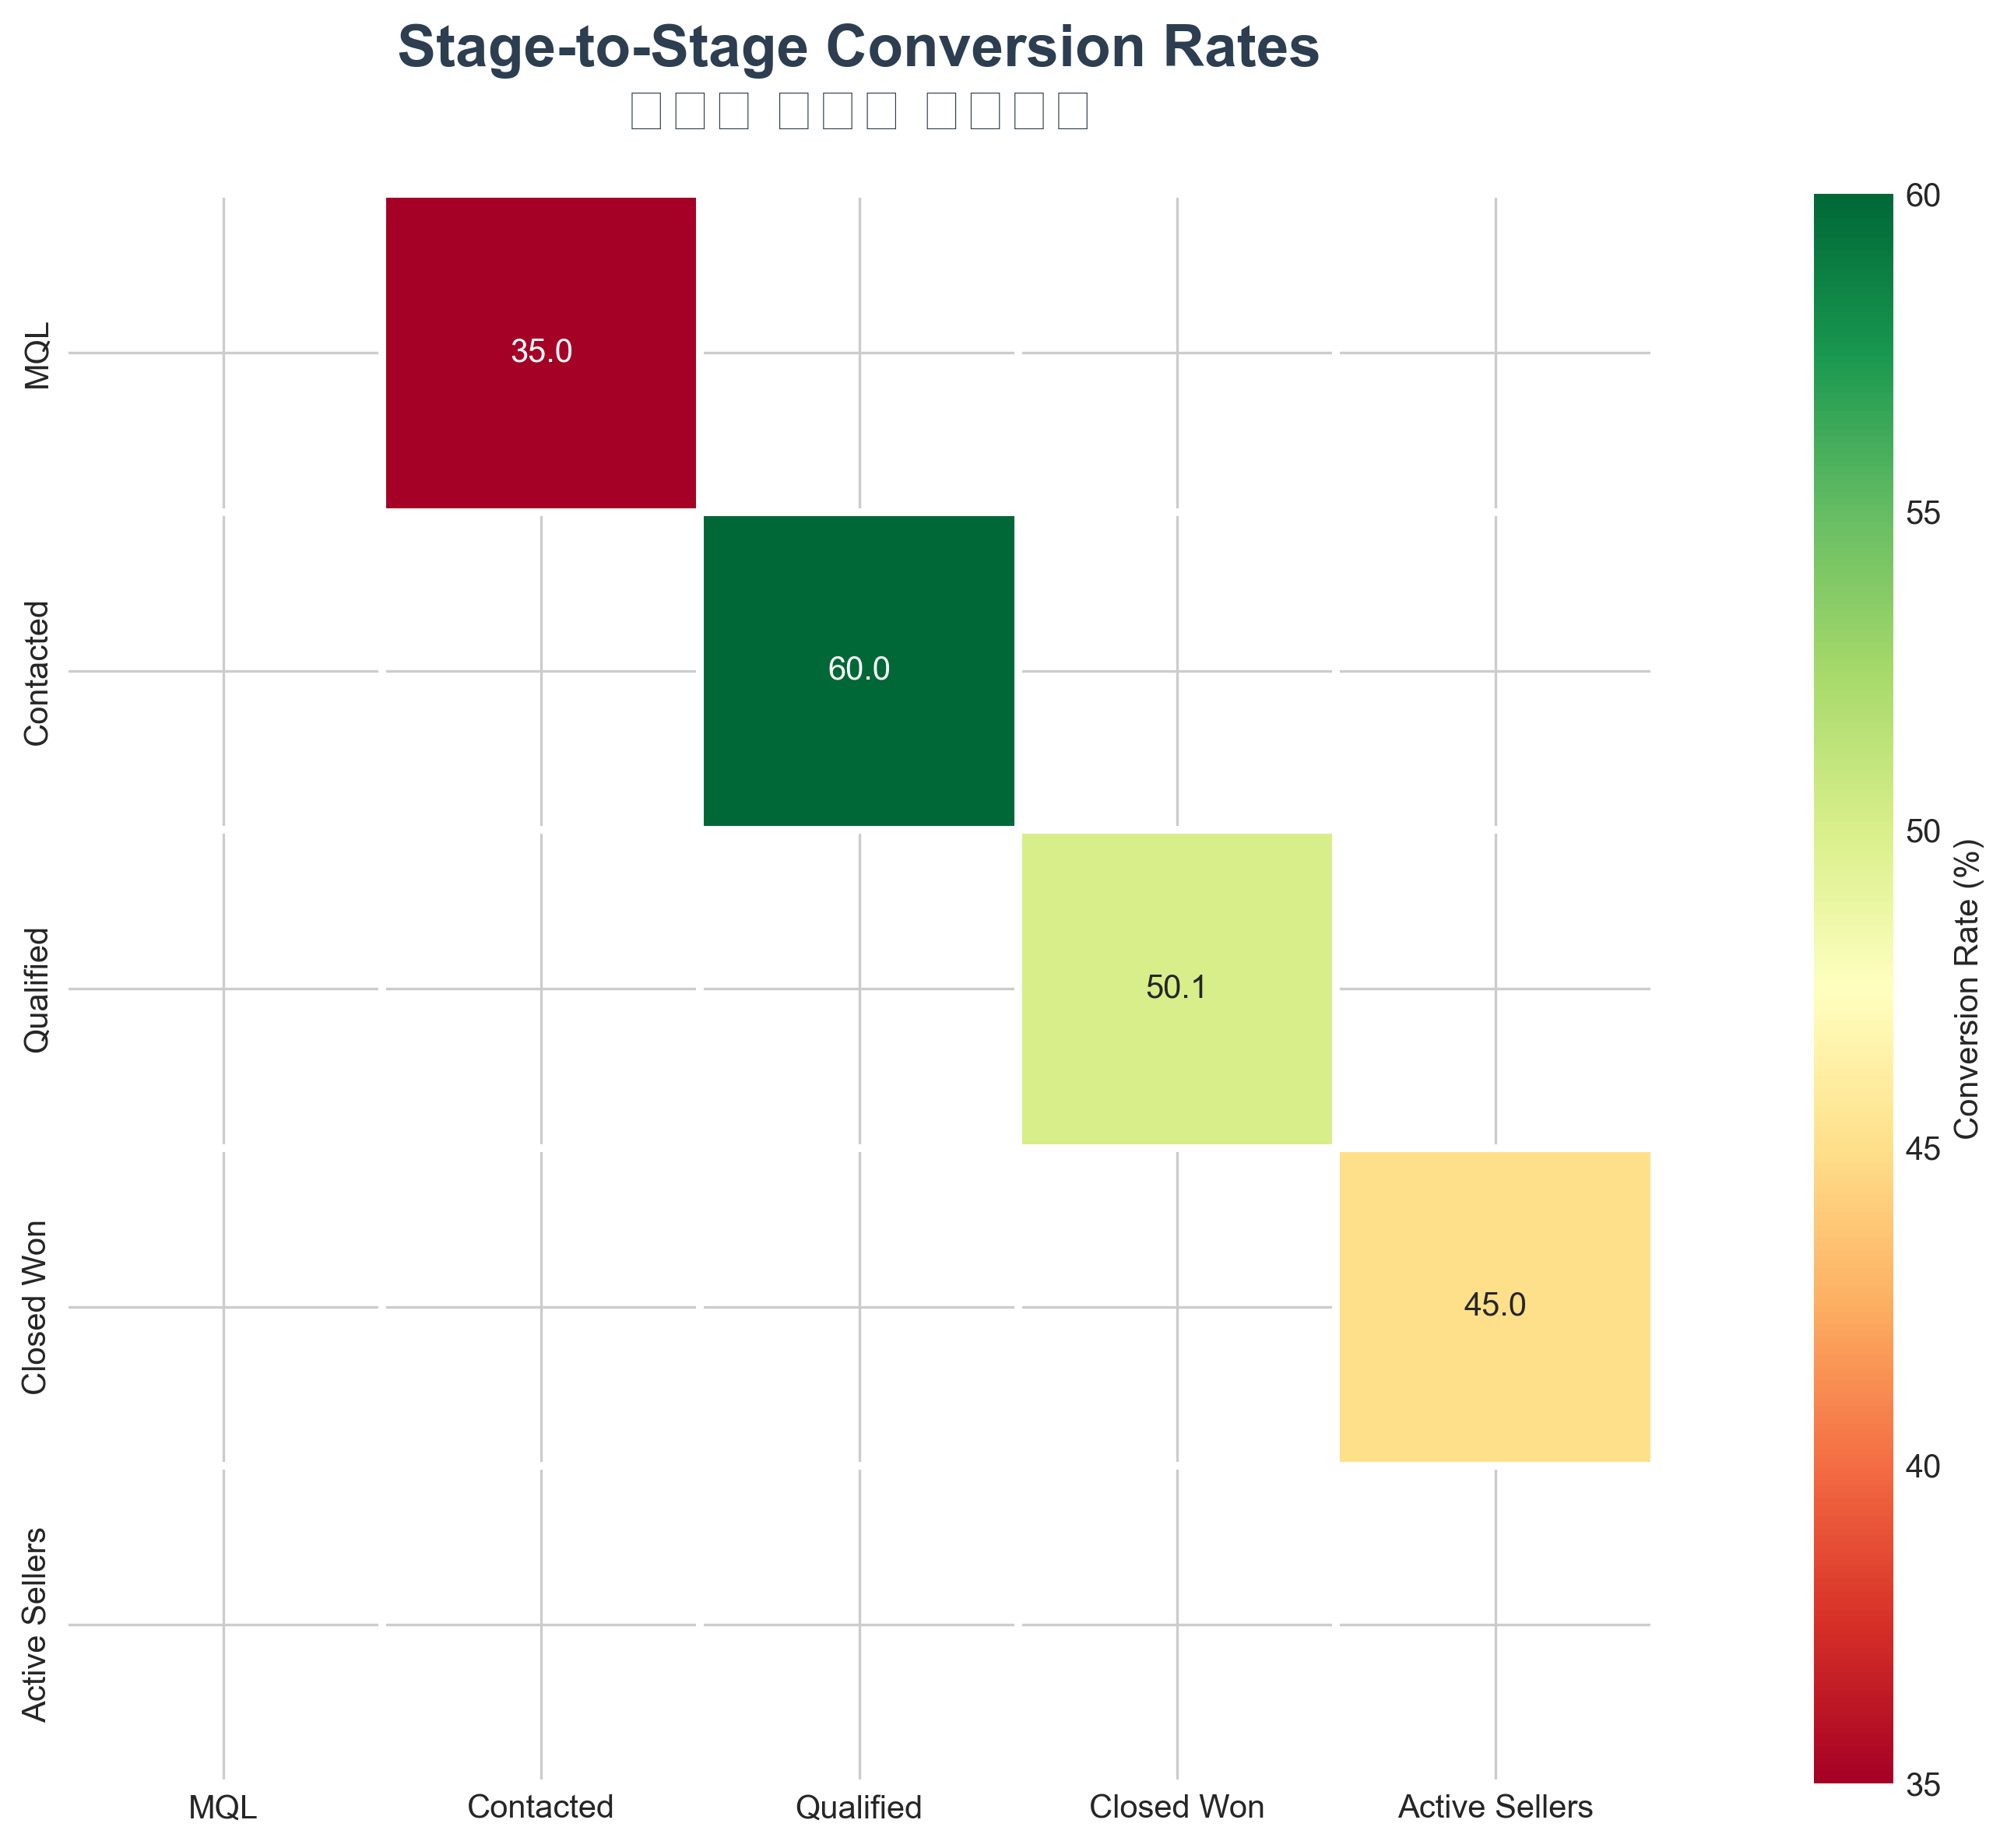 Stage-to-Stage Conversion Rates
MQL
35.0
Contacted
60.0
Qualified
50.1
Closed Won
45.0
Active Sellers
MQL
Contacted
Qualified
Closed Won
Active Sellers
60
55
50
45
40
35
Conversion Rate (%)